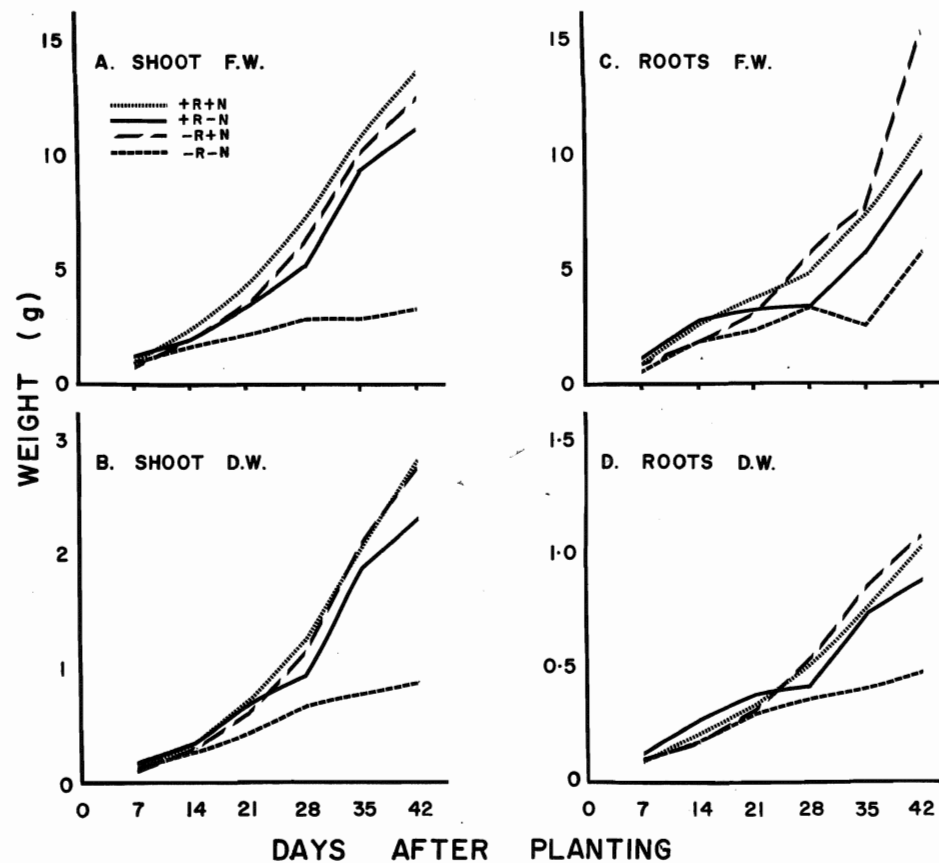 WEIGHT (g)
15
10
5
0
A. SHOOT F.W.
+R+N
+R-N
-R+N
-R-N
15
10
5
0
C. ROOTS F.W.
3
2
1
0
B. SHOOT D.W.
1·5
1·0
0·5
0
D. ROOTS D.W.
0 7 14 21 28 35 42
0 7 14 21 28 35 42
DAYS AFTER PLANTING